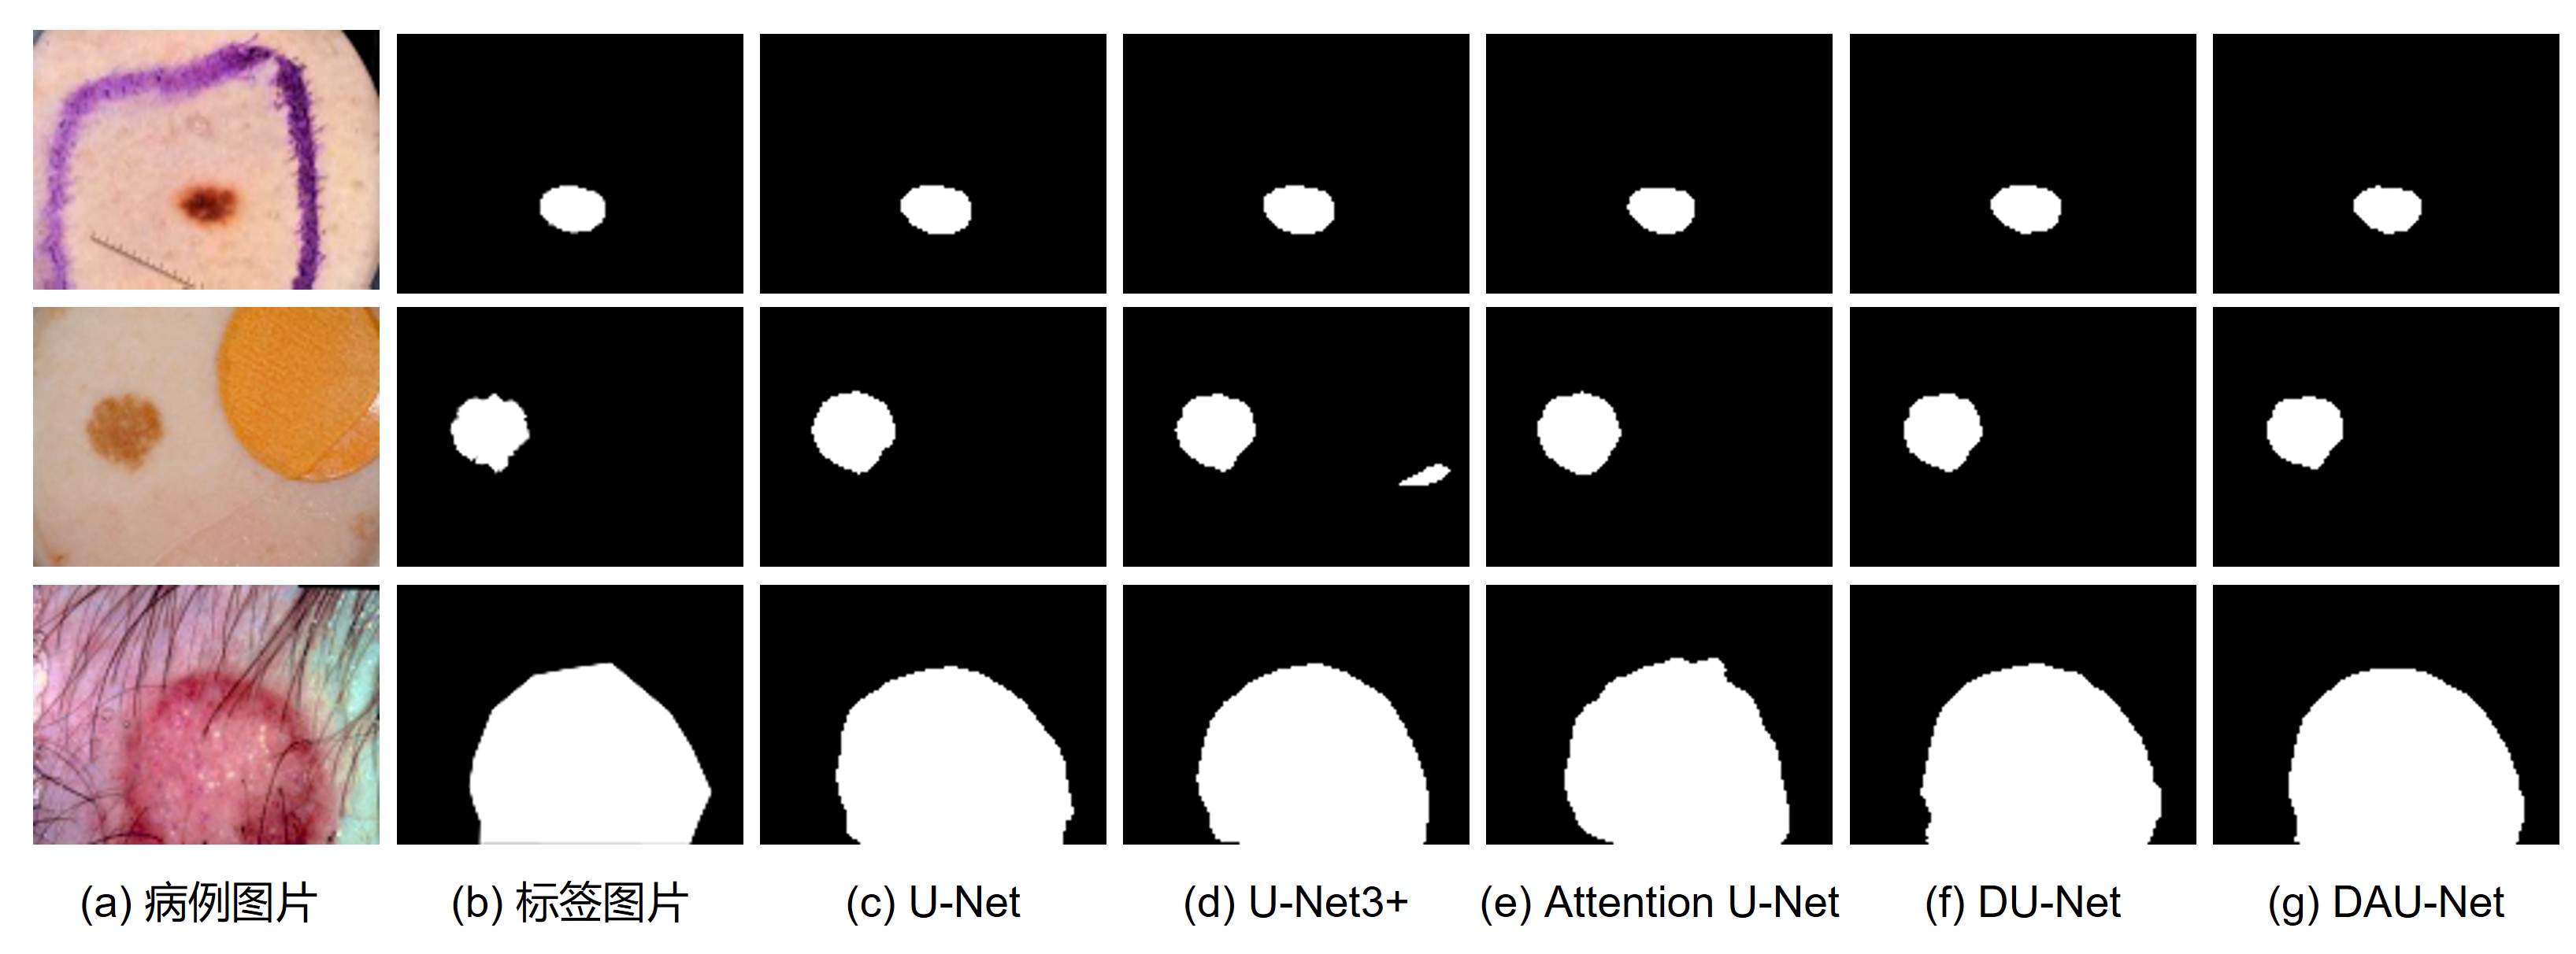 (a) 病例图片
(b) 标签图片
(c) U-Net
(d) U-Net3+
(e) Attention U-Net
(f) DU-Net
(g) DAU-Net